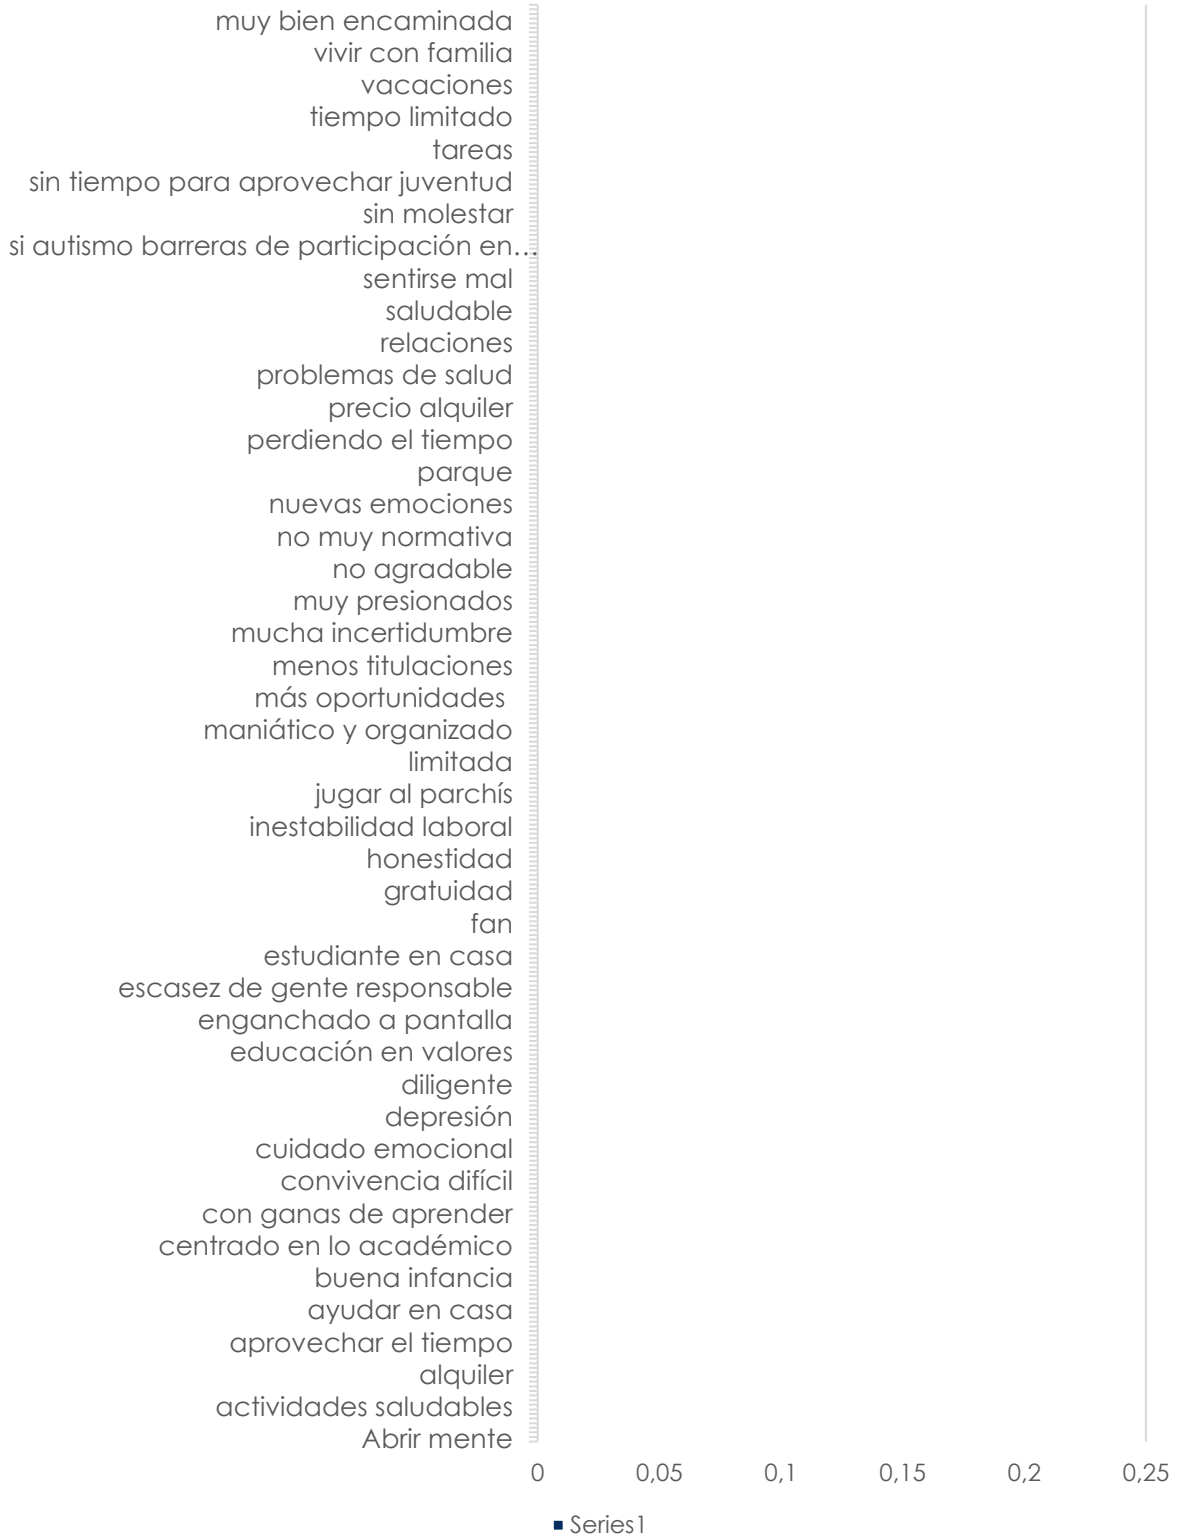 muy bien encaminada
vivir con familia
vacaciones
tiempo limitado
tareas
sin tiempo para aprovechar juventud
sin molestar
si autismo barreras de participación en…
sentirse mal
saludable
relaciones
problemas de salud
precio alquiler
perdiendo el tiempo
parque
nuevas emociones
no muy normativa
no agradable
muy presionados
mucha incertidumbre
menos titulaciones
más oportunidades
maniático y organizado
limitada
jugar al parchís
inestabilidad laboral
honestidad
gratuidad
fan
estudiante en casa
escasez de gente responsable
enganchado a pantalla
educación en valores
diligente
depresión
cuidado emocional
convivencia difícil
con ganas de aprender
centrado en lo académico
buena infancia
ayudar en casa
aprovechar el tiempo
alquiler
actividades saludables
Abrir mente
0 0,05 0,1 0,15 0,2 0,25
Series1